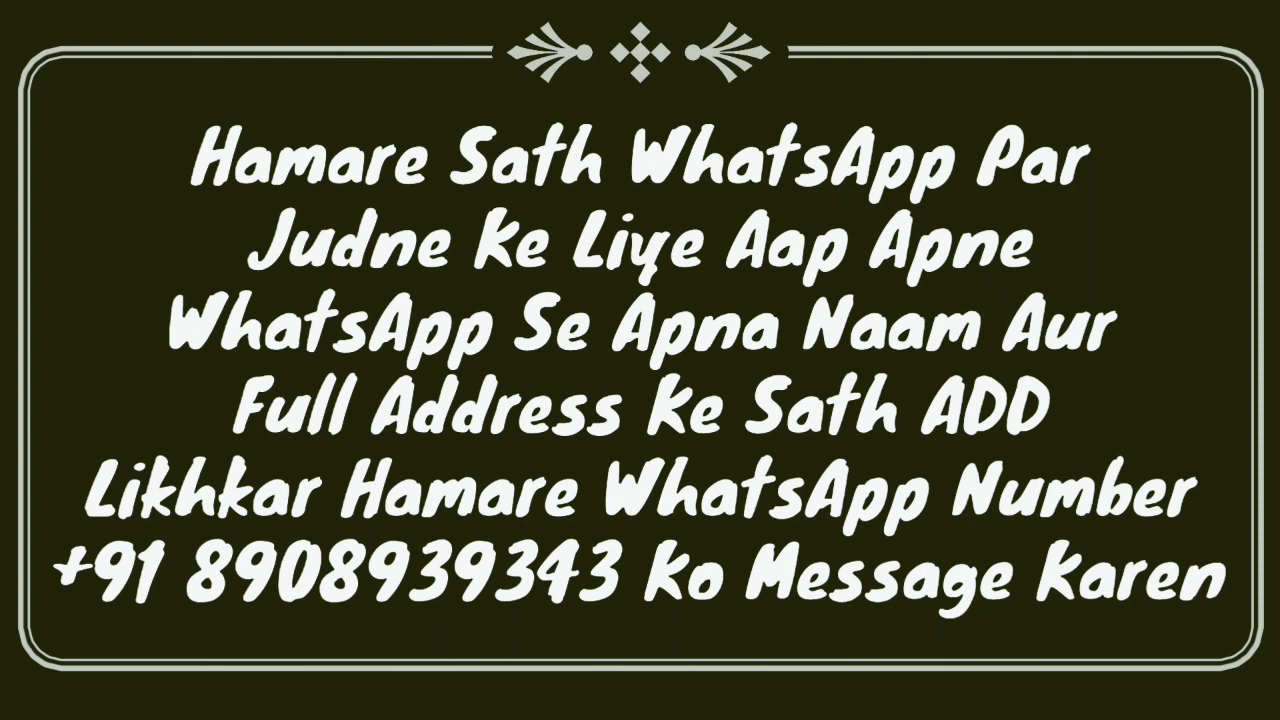 Hamare Sath WhatsApp Par
Judne Ke Liye Aap Apne
WhatsApp Se Apna Naam Aur
Full Address Ke Sath ADD
Likhkar Hamare WhatsApp Number
+91 8908939343 Ko Message Karen